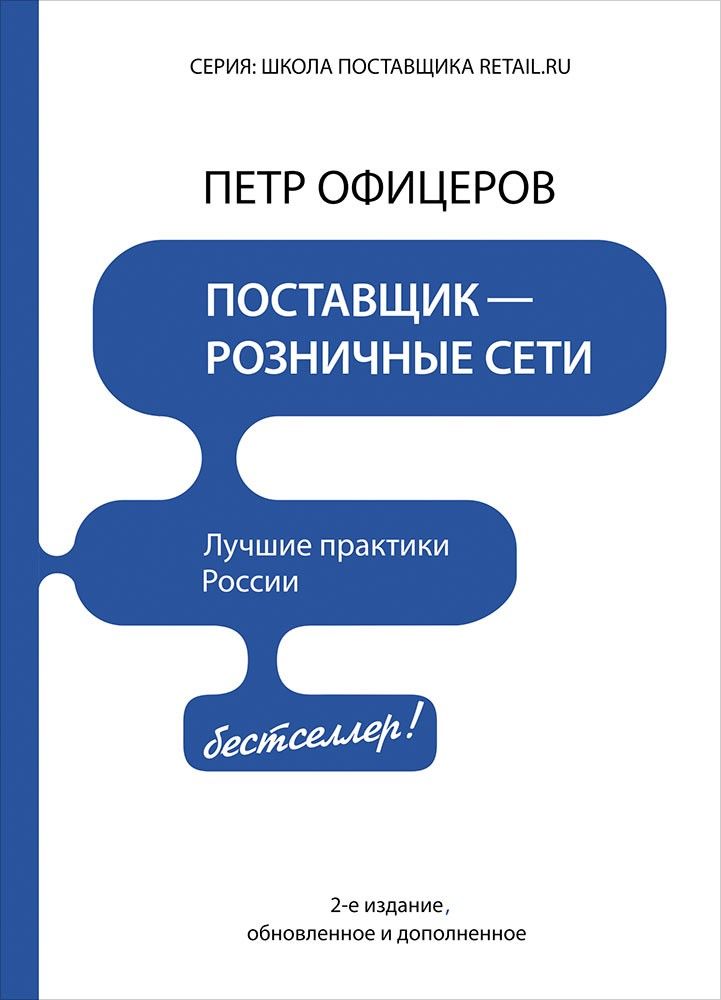 СЕРИЯ: ШКОЛА ПОСТАВЩИКА RETAIL.RU
ПЕТР ОФИЦЕРОВ
ПОСТАВЩИК —
РОЗНИЧНЫЕ СЕТИ
Лучшие практики
России
бестселлер!
2-е издание,
обновленное и дополненное